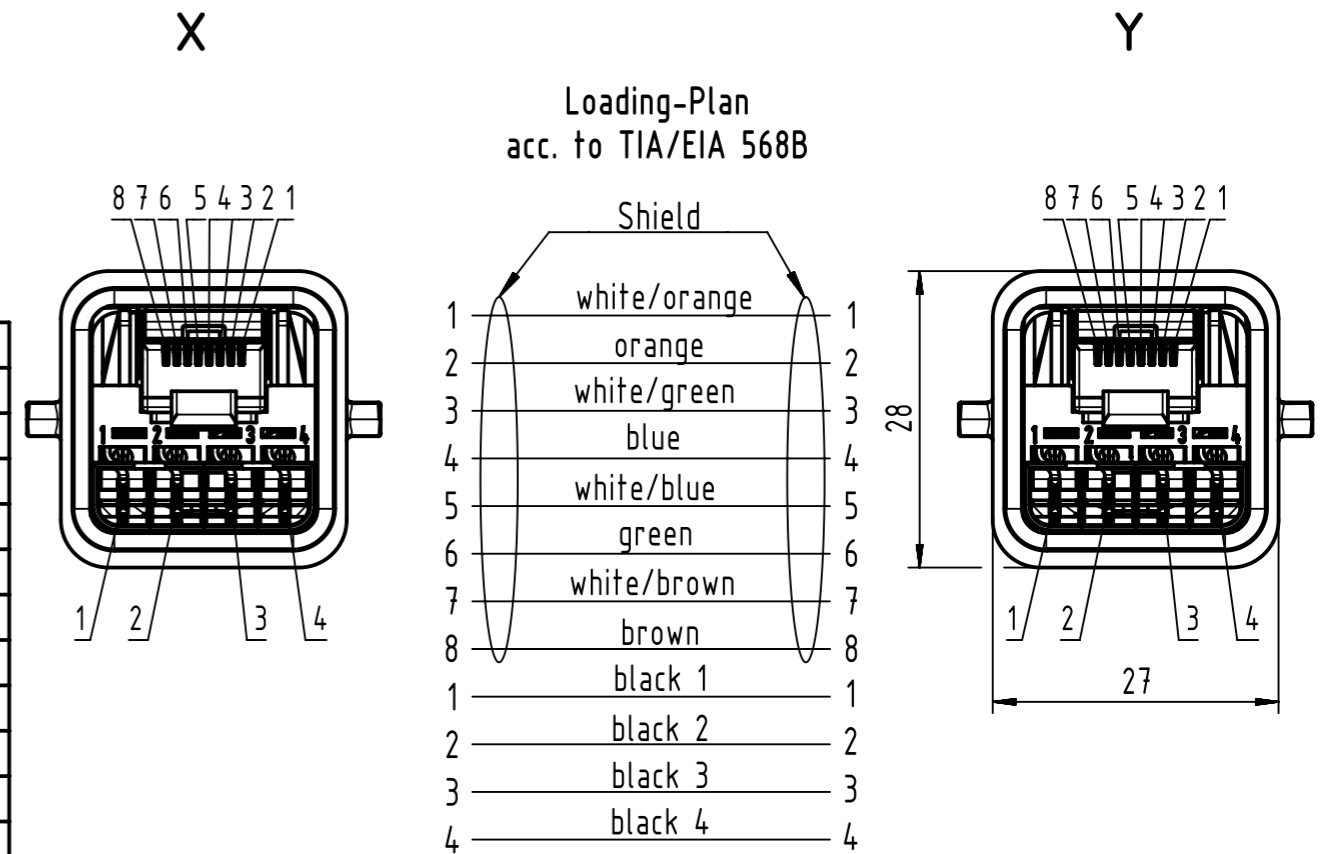 X
Y
Loading-Plan
acc. to TIA/EIA 568B
8 7 6 5 4 3 2 1
Shield
8 7 6 5 4 3 2 1
1 white/orange 1
2 orange 2
3 white/green 3
4 blue 4
5 white/blue 5
6 green 6
7 white/brown 7
8 brown 8
1 black 1 1
2 black 2 2
3 black 3 3
4 black 4 4
1 2 3 4
1 2 3 4
28
1 2 3 4
1 2 3 4
27